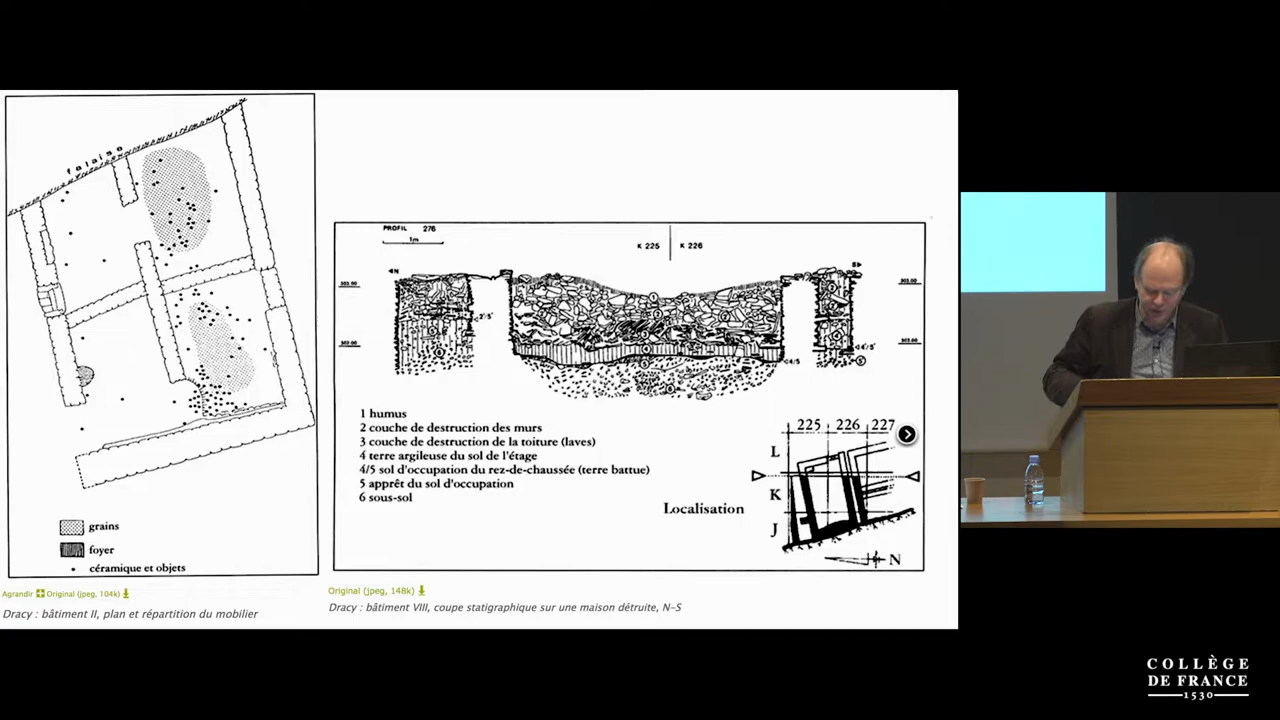 falaise
grains
foyer
céramique et objets
Agrandir Original (jpeg, 104k)
Dracy : bâtiment II, plan et répartition du mobilier
PROFIL 276
1m
K 225 K 226
N
S
303.00
303.00
303.00
303.00
1 humus
2 couche de destruction des murs
3 couche de destruction de la toiture (laves)
4 terre argileuse du sol de l'étage
4/5 sol d'occupation du rez-de-chaussée (terre battue)
5 apprêt du sol d'occupation
6 sous-sol
225 226 227
L
K
J
Localisation
N
Original (jpeg, 148k)
Dracy : bâtiment VIII, coupe statigraphique sur une maison détruite, N-S
COLLÈGE
DE FRANCE
1530